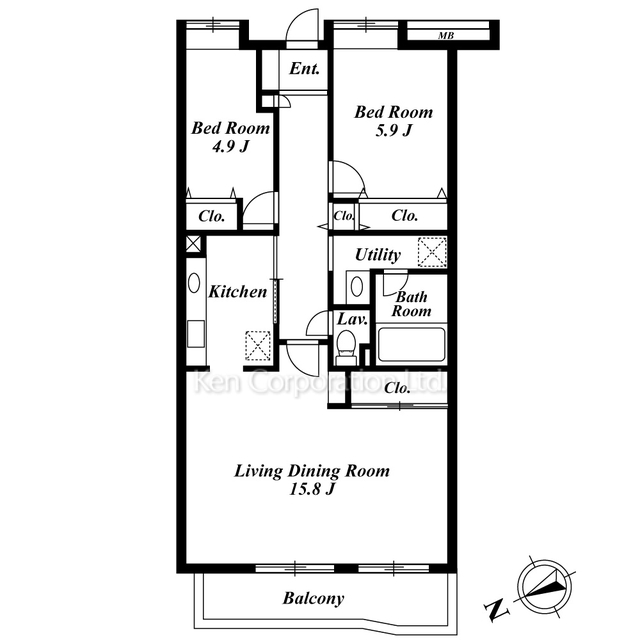 MB
Ent.
Bed Room
4.9 J
Bed Room
5.9 J
Clo.
Clo.
Clo.
Utility
Kitchen
Bath
Room
Lav.
Ken Corporation Ltd.
Clo.
Living Dining Room
15.8 J
Balcony
N